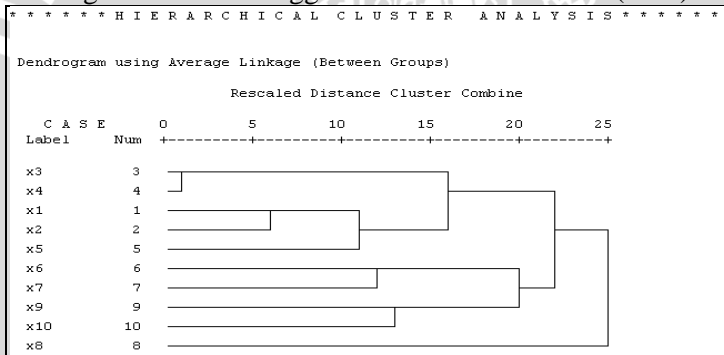 * * * * * * H I E R A R C H I C A L   C L U S T E R   A N A L Y S I S * * * * * *
Dendrogram using Average Linkage (Between Groups)
Rescaled Distance Cluster Combine
C A S E 0 5 10 15 20 25
Label Num +---------+---------+---------+---------+---------+
x3 3
x4 4
x1 1
x2 2
x5 5
x6 6
x7 7
x9 9
x10 10
x8 8